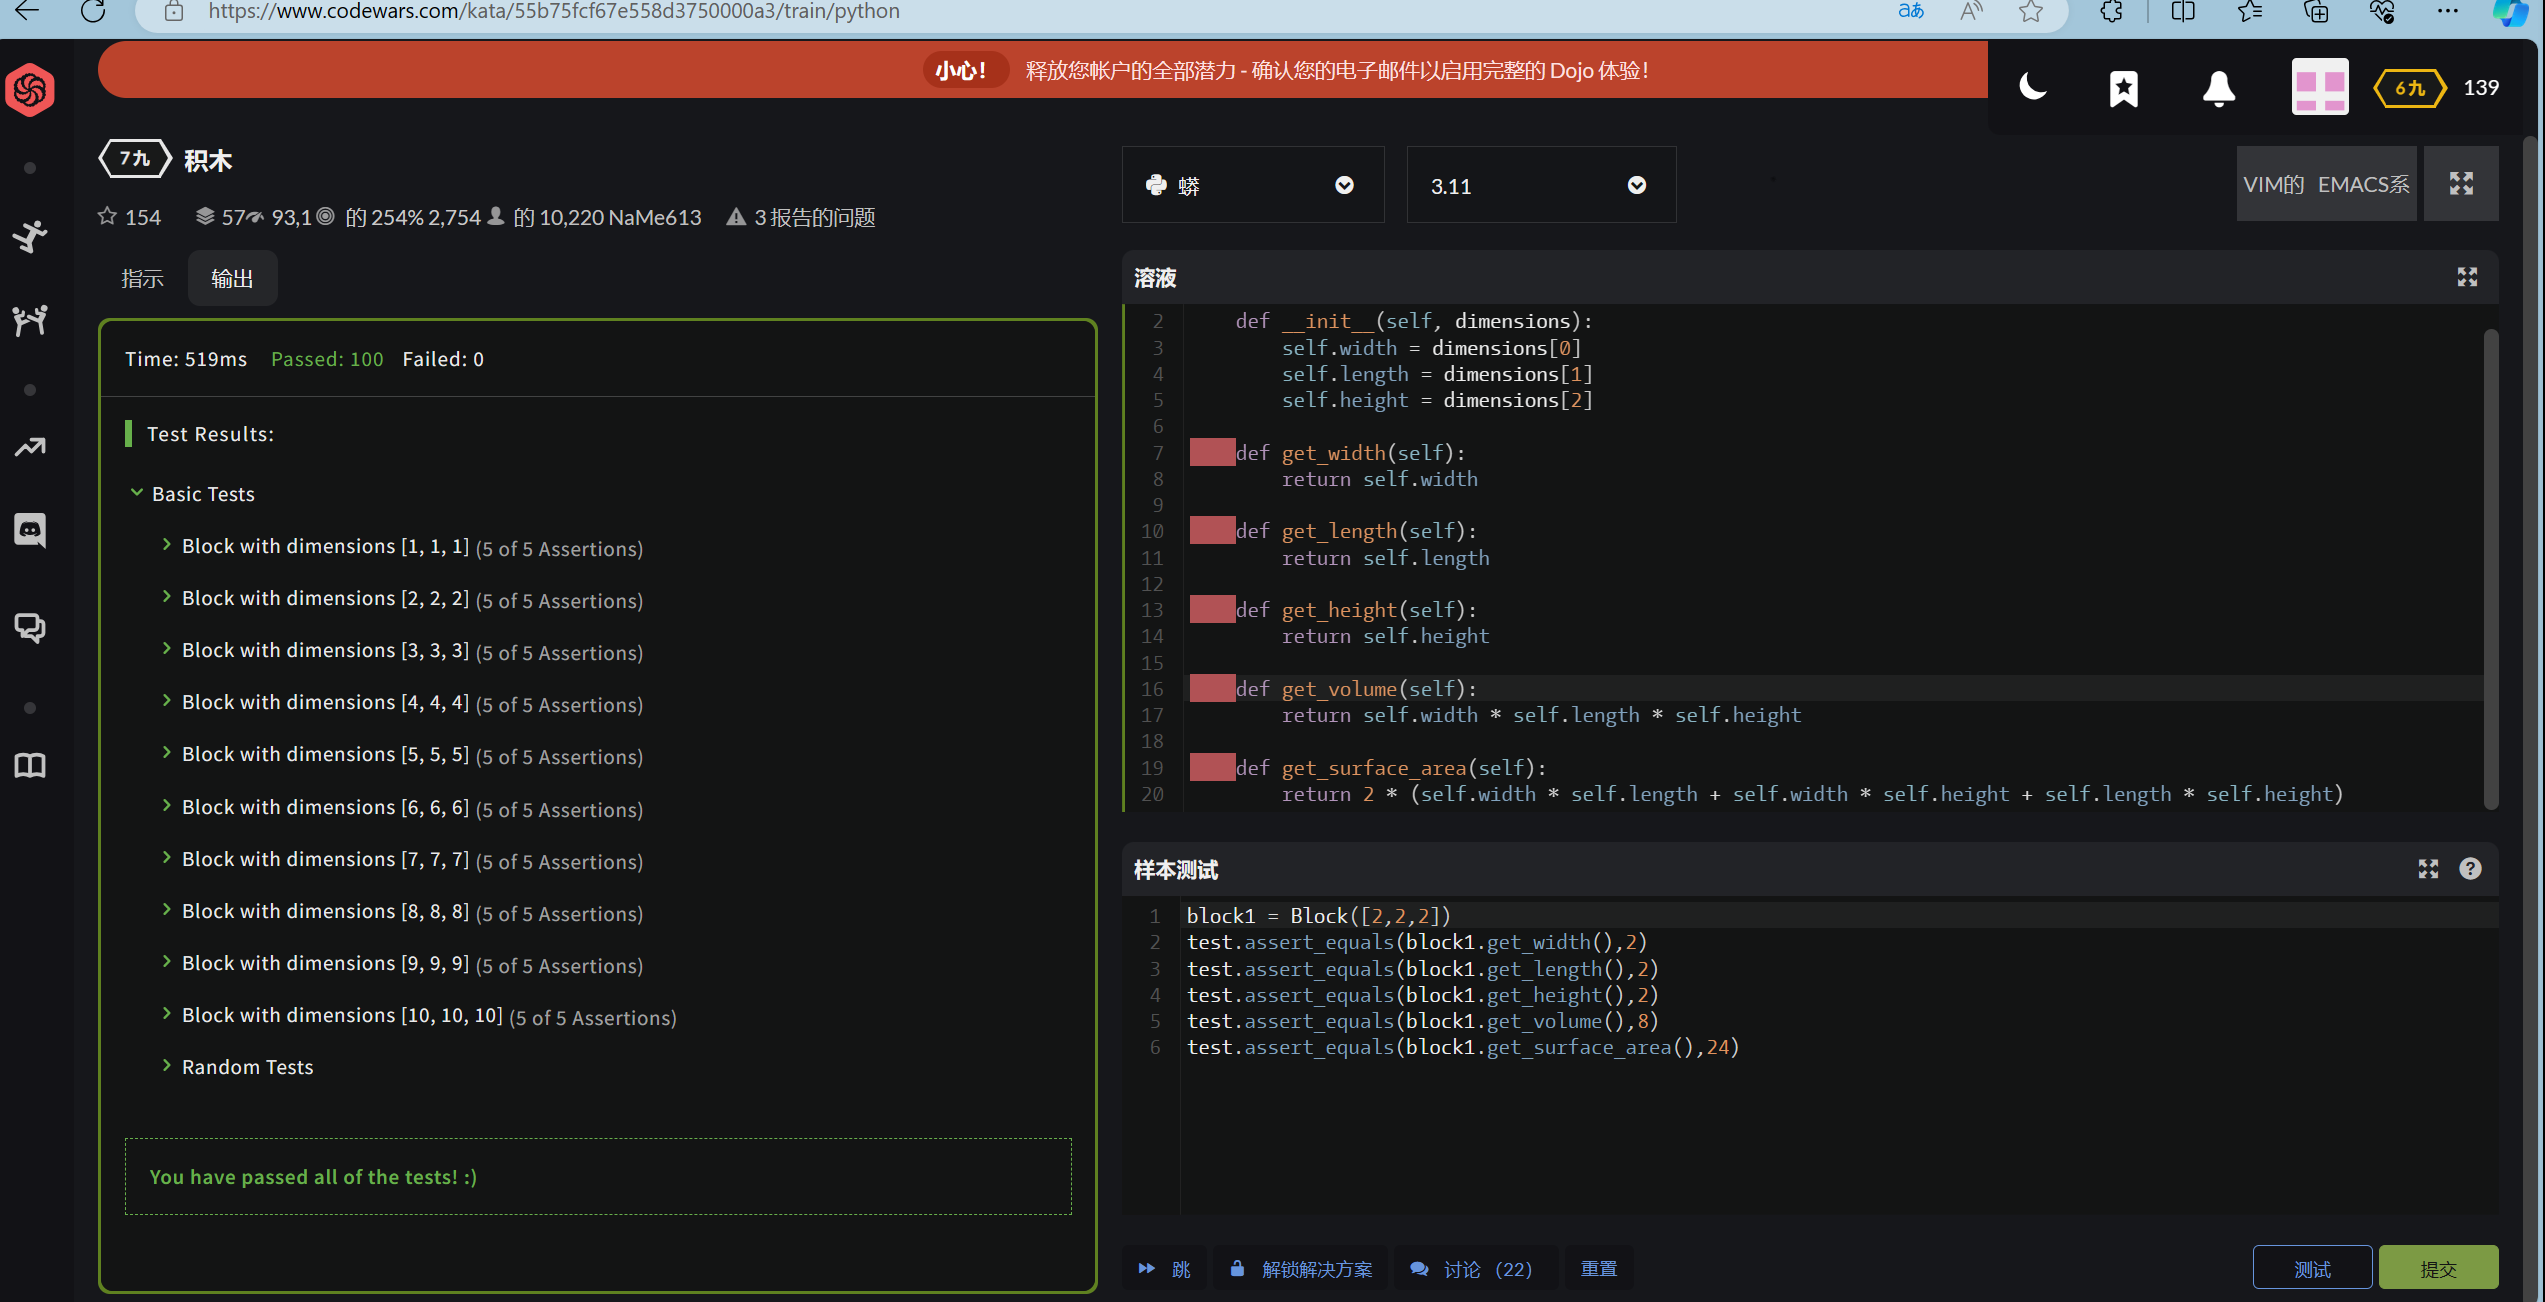 https://www.codewars.com/kata/55b75fcf67e558d3750000a3/train/python
小心！ 释放您帐户的全部潜力 - 确认您的电子邮件以启用完整的 Dojo 体验！
6 九 139
7 九 积木
154 57 93,1 的 254% 2,754 的 10,220 NaMe613 3 报告的问题
指示 输出
Time: 519ms Passed: 100 Failed: 0
Test Results:
Basic Tests
Block with dimensions [1, 1, 1] (5 of 5 Assertions)
Block with dimensions [2, 2, 2] (5 of 5 Assertions)
Block with dimensions [3, 3, 3] (5 of 5 Assertions)
Block with dimensions [4, 4, 4] (5 of 5 Assertions)
Block with dimensions [5, 5, 5] (5 of 5 Assertions)
Block with dimensions [6, 6, 6] (5 of 5 Assertions)
Block with dimensions [7, 7, 7] (5 of 5 Assertions)
Block with dimensions [8, 8, 8] (5 of 5 Assertions)
Block with dimensions [9, 9, 9] (5 of 5 Assertions)
Block with dimensions [10, 10, 10] (5 of 5 Assertions)
Random Tests
You have passed all of the tests! :)
蟒 3.11
VIM的 EMACS系
溶液
2 def __init__(self, dimensions):
3 self.width = dimensions[0]
4 self.length = dimensions[1]
5 self.height = dimensions[2]
6
7 def get_width(self):
8 return self.width
9
10 def get_length(self):
11 return self.length
12
13 def get_height(self):
14 return self.height
15
16 def get_volume(self):
17 return self.width * self.length * self.height
18
19 def get_surface_area(self):
20 return 2 * (self.width * self.length + self.width * self.height + self.length * self.height)
样本测试
1 block1 = Block([2,2,2])
2 test.assert_equals(block1.get_width(),2)
3 test.assert_equals(block1.get_length(),2)
4 test.assert_equals(block1.get_height(),2)
5 test.assert_equals(block1.get_volume(),8)
6 test.assert_equals(block1.get_surface_area(),24)
跳 解锁解决方案 讨论 （22） 重置 测试 提交